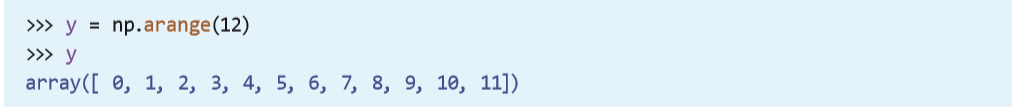 >>> y = np.arange(12)
>>> y
array([ 0, 1, 2, 3, 4, 5, 6, 7, 8, 9, 10, 11])